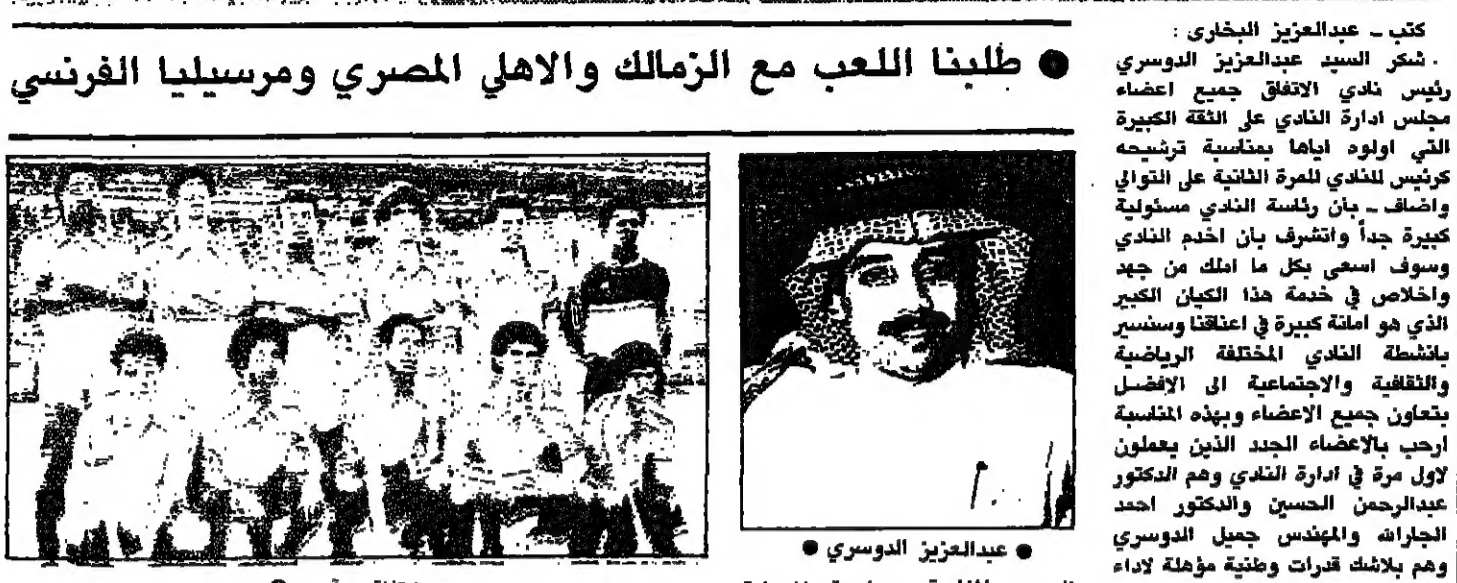 ● طلبنا اللعب مع الزمالك والاهلي المصري ومرسيليا الفرنسي
كتب ـ عبدالعزيز البخارى :
. شكر السيد عبدالعزيز الدوسري
رئيس نادي الاتفاق جميع اعضاء
مجلس ادارة النادي على الثقة الكبيرة
التي اولوه اياها بمناسبة ترشيحه
كرئيس للنادي للمرة الثانية على التوالي
واضاف ـ بأن رئاسة النادي مسئولية
كبيرة جداً واتشرف بان اخدم النادي
وسوف اسعى بكل ما املك من جهد
واخلاص في خدمة هذا الكيان الكبير
الذي هو امانة كبيرة في اعناقنا وسنسير
بانشطة النادي المختلفة الرياضية
والثقافية والاجتماعية الى الافضل
بتعاون جميع الاعضاء وبهذه المناسبة
ارحب بالاعضاء الجدد الذين يعملون
لاول مرة في ادارة النادي وهم الدكتور
عبدالرحمن الحسين والدكتور احمد
الجارالله والمهندس جميل الدوسري
وهم بلاشك قدرات وطنية مؤهلة لاداء
● عبدالعزيز الدوسري ●